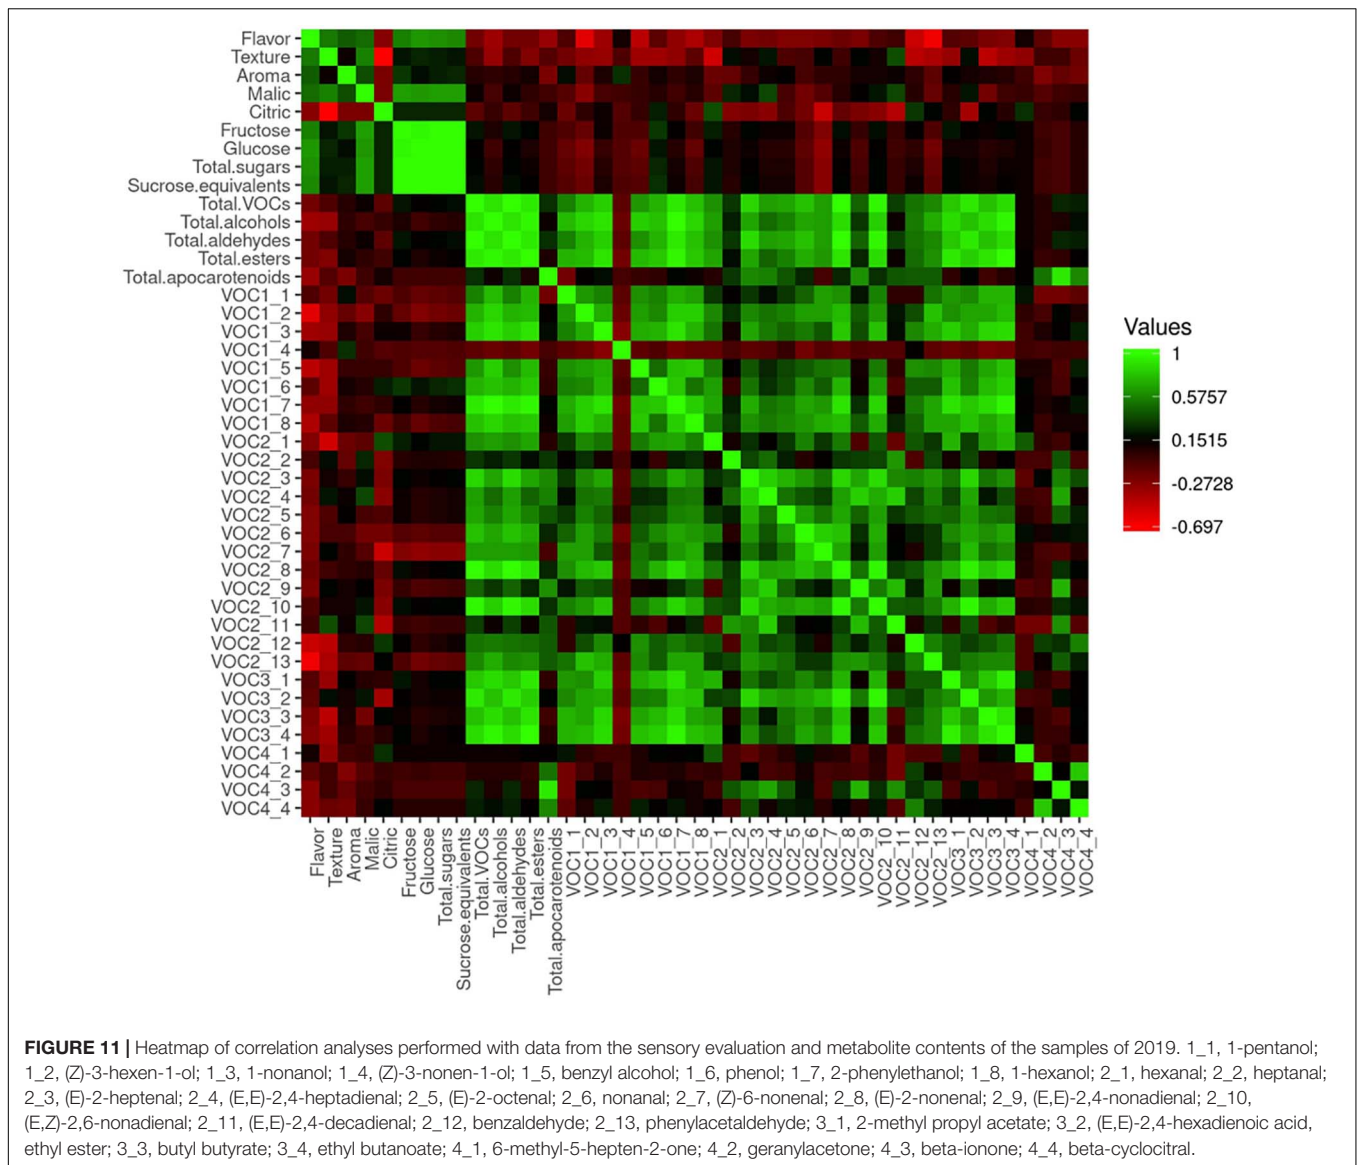 Flavor
Texture
Aroma
Malic
Citric
Fructose
Glucose
Total.sugars
Sucrose.equivalents
Total.VOCs
Total.alcohols
Total.aldehydes
Total.esters
Total.apocarotenoids
VOC1_1
VOC1_2
VOC1_3
VOC1_4
VOC1_5
VOC1_6
VOC1_7
VOC1_8
VOC2_1
VOC2_2
VOC2_3
VOC2_4
VOC2_5
VOC2_6
VOC2_7
VOC2_8
VOC2_9
VOC2_10
VOC2_11
VOC2_12
VOC2_13
VOC3_1
VOC3_2
VOC3_3
VOC3_4
VOC4_1
VOC4_2
VOC4_3
VOC4_4
Flavor
Texture
Aroma
Malic
Citric
Fructose
Glucose
Total.sugars
Sucrose.equivalents
Total.VOCs
Total.alcohols
Total.aldehydes
Total.esters
Total.apocarotenoids
VOC1_1
VOC1_2
VOC1_3
VOC1_4
VOC1_5
VOC1_6
VOC1_7
VOC1_8
VOC2_1
VOC2_2
VOC2_3
VOC2_4
VOC2_5
VOC2_6
VOC2_7
VOC2_8
VOC2_9
VOC2_10
VOC2_11
VOC2_12
VOC2_13
VOC3_1
VOC3_2
VOC3_3
VOC3_4
VOC4_1
VOC4_2
VOC4_3
VOC4_4
Values
1
0.5757
0.1515
-0.2728
-0.697
FIGURE 11 | Heatmap of correlation analyses performed with data from the sensory evaluation and metabolite contents of the samples of 2019. 1_1, 1-pentanol;
1_2, (Z)-3-hexen-1-ol; 1_3, 1-nonanol; 1_4, (Z)-3-nonen-1-ol; 1_5, benzyl alcohol; 1_6, phenol; 1_7, 2-phenylethanol; 1_8, 1-hexanol; 2_1, hexanal; 2_2, heptanal;
2_3, (E)-2-heptenal; 2_4, (E,E)-2,4-heptadienal; 2_5, (E)-2-octenal; 2_6, nonanal; 2_7, (Z)-6-nonenal; 2_8, (E)-2-nonenal; 2_9, (E,E)-2,4-nonadienal; 2_10,
(E,Z)-2,6-nonadienal; 2_11, (E,E)-2,4-decadienal; 2_12, benzaldehyde; 2_13, phenylacetaldehyde; 3_1, 2-methyl propyl acetate; 3_2, (E,E)-2,4-hexadienoic acid,
ethyl ester; 3_3, butyl butyrate; 3_4, ethyl butanoate; 4_1, 6-methyl-5-hepten-2-one; 4_2, geranylacetone; 4_3, beta-ionone; 4_4, beta-cyclocitral.